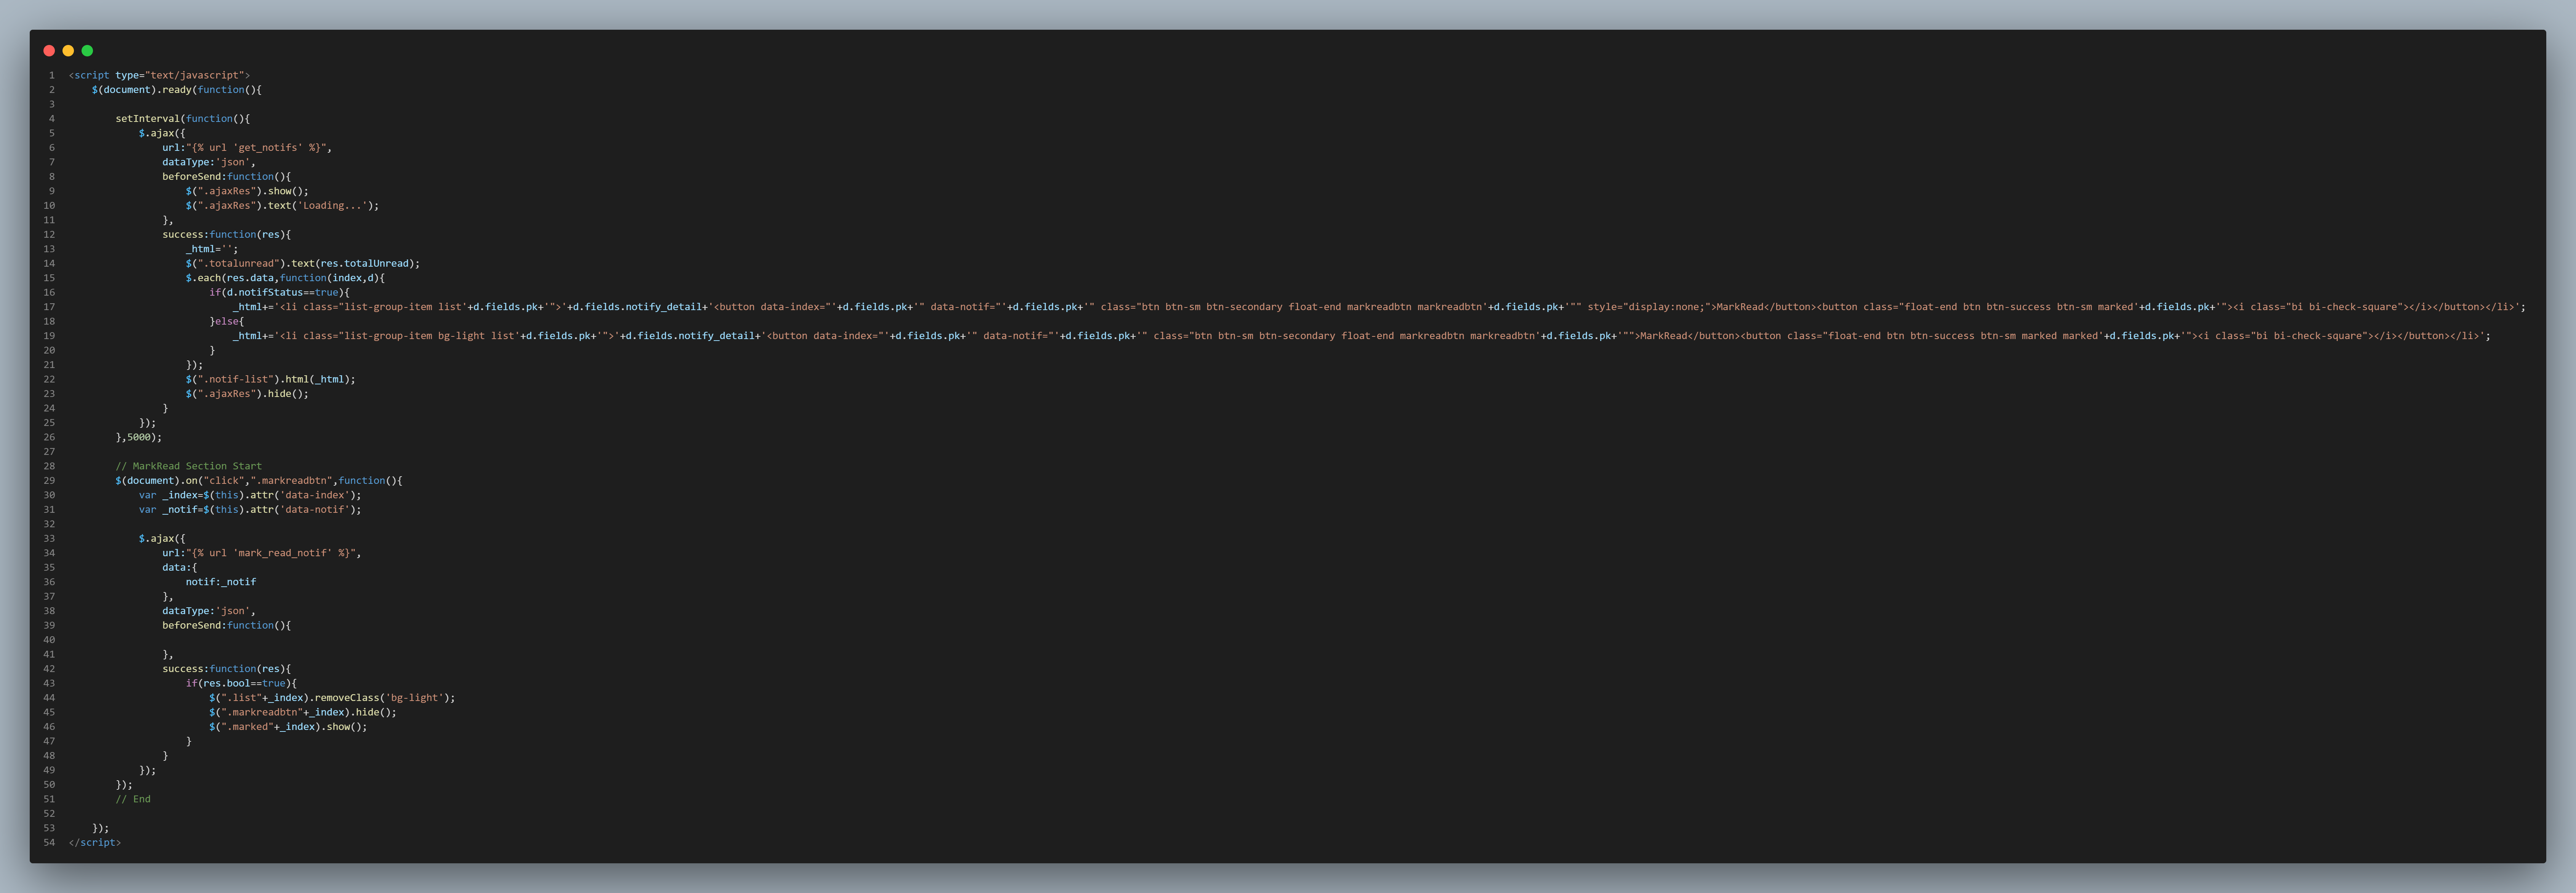 1 <script type="text/javascript">
2     $(document).ready(function(){
3
4         setInterval(function(){
5             $.ajax({
6                 url:"{% url 'get_notifs' %}",
7                 dataType:'json',
8                 beforeSend:function(){
9                     $(".ajaxRes").show();
10                     $(".ajaxRes").text('Loading...');
11                 },
12                 success:function(res){
13                     _html='';
14                     $(".totalunread").text(res.totalUnread);
15                     $.each(res.data,function(index,d){
16                         if(d.notifStatus==true){
17                             _html+='<li class="list-group-item list'+d.fields.pk+'">'+d.fields.notify_detail+'<button data-index="'+d.fields.pk+'" data-notif="'+d.fields.pk+'" class="btn btn-sm btn-secondary float-end markreadbtn markreadbtn'+d.fields.pk+'"" style="display:none;">MarkRead</button><button class="float-end btn btn-success btn-sm marked'+d.fields.pk+'"><i class="bi bi-check-square"></i></button></li>';
18                         }else{
19                             _html+='<li class="list-group-item bg-light list'+d.fields.pk+'">'+d.fields.notify_detail+'<button data-index="'+d.fields.pk+'" data-notif="'+d.fields.pk+'" class="btn btn-sm btn-secondary float-end markreadbtn markreadbtn'+d.fields.pk+'"">MarkRead</button><button class="float-end btn btn-success btn-sm marked marked'+d.fields.pk+'"><i class="bi bi-check-square"></i></button></li>';
20                         }
21                     });
22                     $(".notif-list").html(_html);
23                     $(".ajaxRes").hide();
24                 }
25             });
26         },5000);
27
28         // MarkRead Section Start
29         $(document).on("click",".markreadbtn",function(){
30             var _index=$(this).attr('data-index');
31             var _notif=$(this).attr('data-notif');
32
33             $.ajax({
34                 url:"{% url 'mark_read_notif' %}",
35                 data:{
36                     notif:_notif
37                 },
38                 dataType:'json',
39                 beforeSend:function(){
40
41                 },
42                 success:function(res){
43                     if(res.bool==true){
44                         $(".list"+_index).removeClass('bg-light');
45                         $(".markreadbtn"+_index).hide();
46                         $(".marked"+_index).show();
47                     }
48                 }
49             });
50         });
51         // End
52
53     });
54 </script>